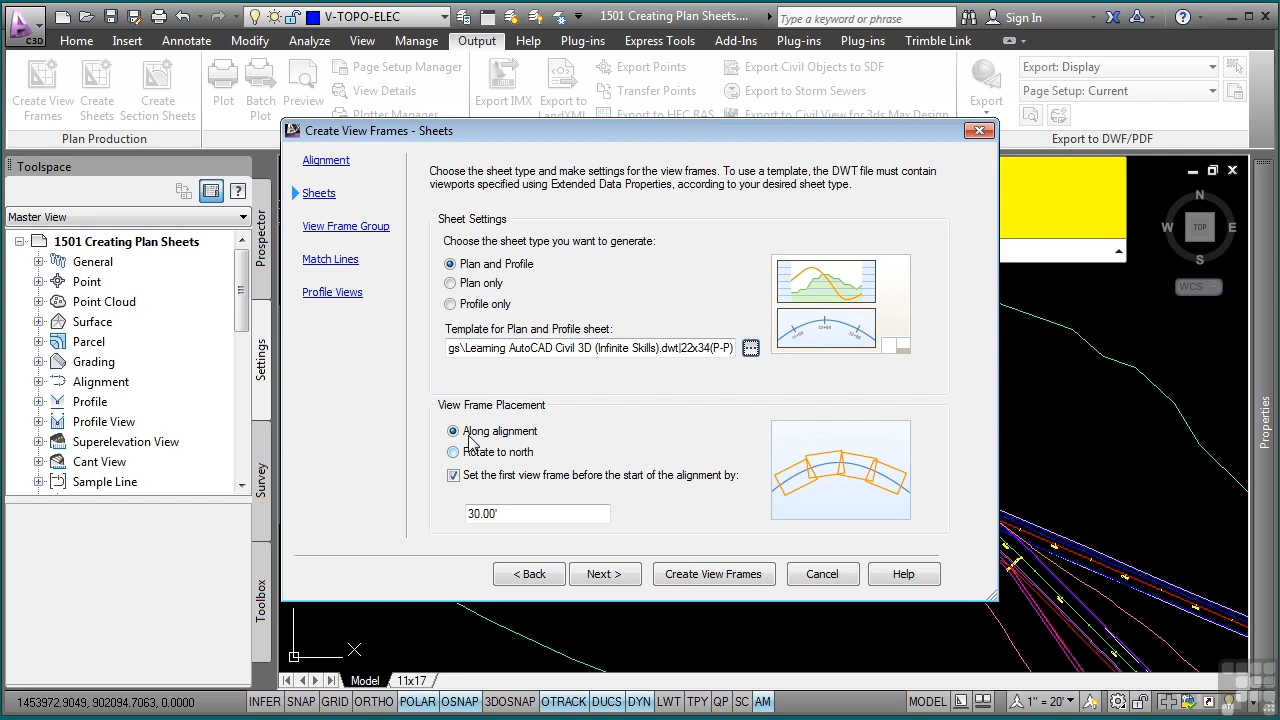 V-TOPO-ELEC
1501 Creating Plan Sheets....
Type a keyword or phrase
Sign In
C3D
Home Insert Annotate Modify Analyze View Manage Output Help Plug-ins Express Tools Add-Ins Plug-ins Plug-ins Trimble Link
Create View Frames
Create Sheets
Create Section Sheets
Plot
Batch Plot
Preview
Page Setup Manager
View Details
Plotter Manager
Export IMX
Export to LandXML
Export Points
Transfer Points
Export HEC RAS
Export Civil Objects to SDF
Export to Storm Sewers
Export to Civil View for 3ds Max Design
Export
Export: Display
Page Setup: Current
Plan Production
Export to DWF/PDF
Toolspace
Master View
1501 Creating Plan Sheets
General
Point
Point Cloud
Surface
Parcel
Grading
Alignment
Profile
Profile View
Superelevation View
Cant View
Sample Line
Prospector
Settings
Survey
Toolbox
Create View Frames - Sheets
Alignment
Sheets
View Frame Group
Match Lines
Profile Views
Choose the sheet type and make settings for the view frames. To use a template, the DWT file must contain
viewports specified using Extended Data Properties, according to your desired sheet type.
Sheet Settings
Choose the sheet type you want to generate:
Plan and Profile
Plan only
Profile only
Template for Plan and Profile sheet:
gs\Learning AutoCAD Civil 3D (Infinite Skills).dwt|22x34(P-P)
View Frame Placement
Along alignment
Rotate to north
Set the first view frame before the start of the alignment by:
30.00'
< Back
Next >
Create View Frames
Cancel
Help
N
W
TOP
E
S
WCS
Properties
Model
11x17
1453972.9049, 902094.7063, 0.0000
INFER SNAP GRID ORTHO POLAR OSNAP 3DOSNAP OTRACK DUCS DYN LWT TPY QP SC AM
MODEL
1" = 20'